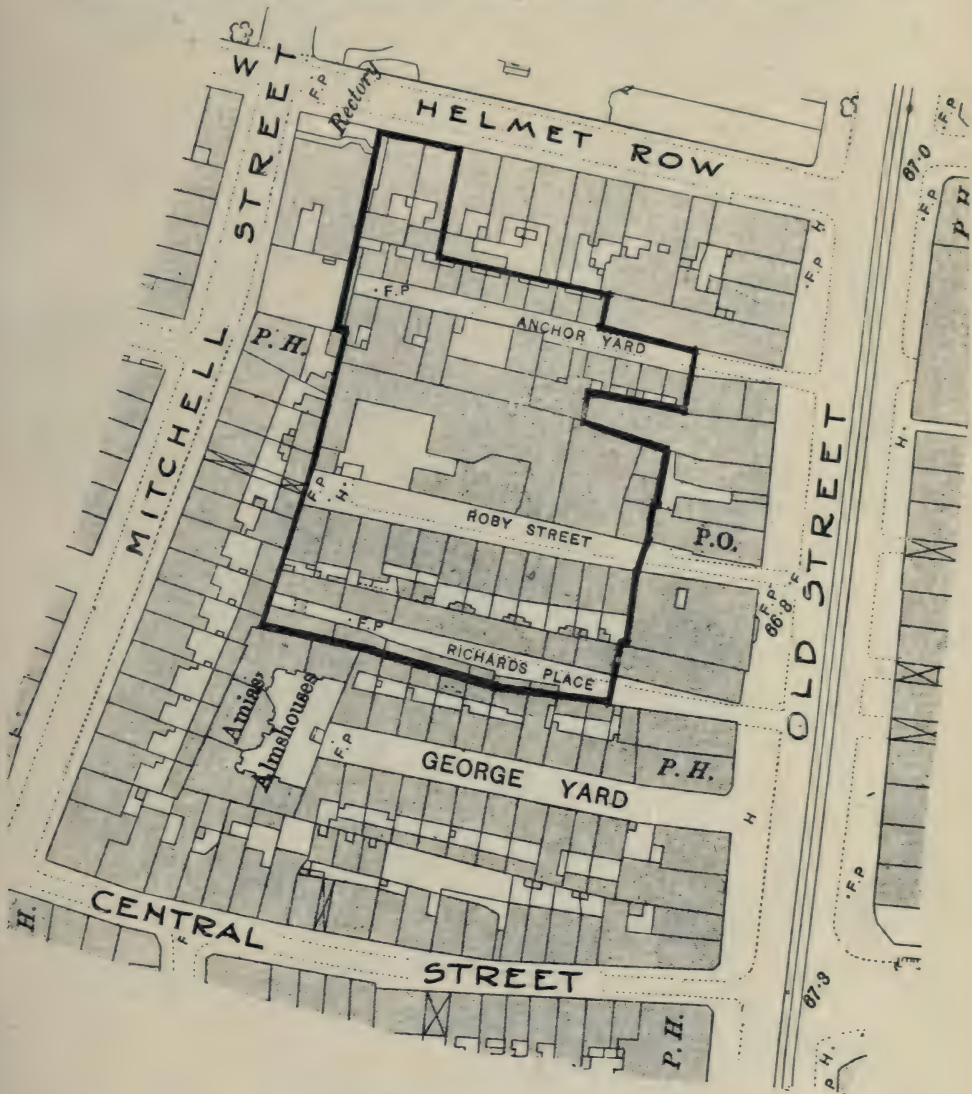 W
STREET
F.P
Rectory
HELMET ROW
67·0
F.P
F.P
P H
H
F.P
F.P
ANCHOR YARD
P. H.
MITCHELL
STREET
OLD STREET
H.
F.P
H.
ROBY STREET
P.O.
F.P
F
66·8
F.P
RICHARDS PLACE
Amias'
Almshouses
F.P
GEORGE YARD
P. H.
H
F.P
CENTRAL
STREET
H.
F
67·3
P. H.
P H.
P